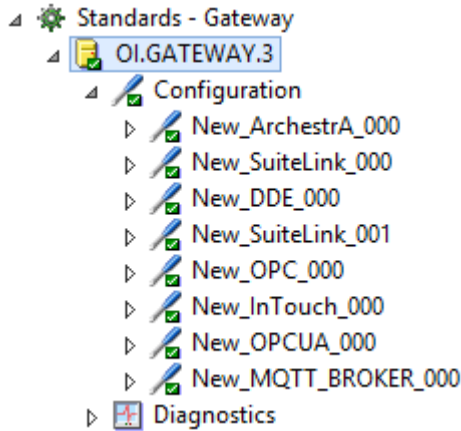 Standards - Gateway
OI.GATEWAY.3
Configuration
New_ArchestrA_000
New_SuiteLink_000
New_DDE_000
New_SuiteLink_001
New_OPC_000
New_InTouch_000
New_OPCUA_000
New_MQTT_BROKER_000
Diagnostics